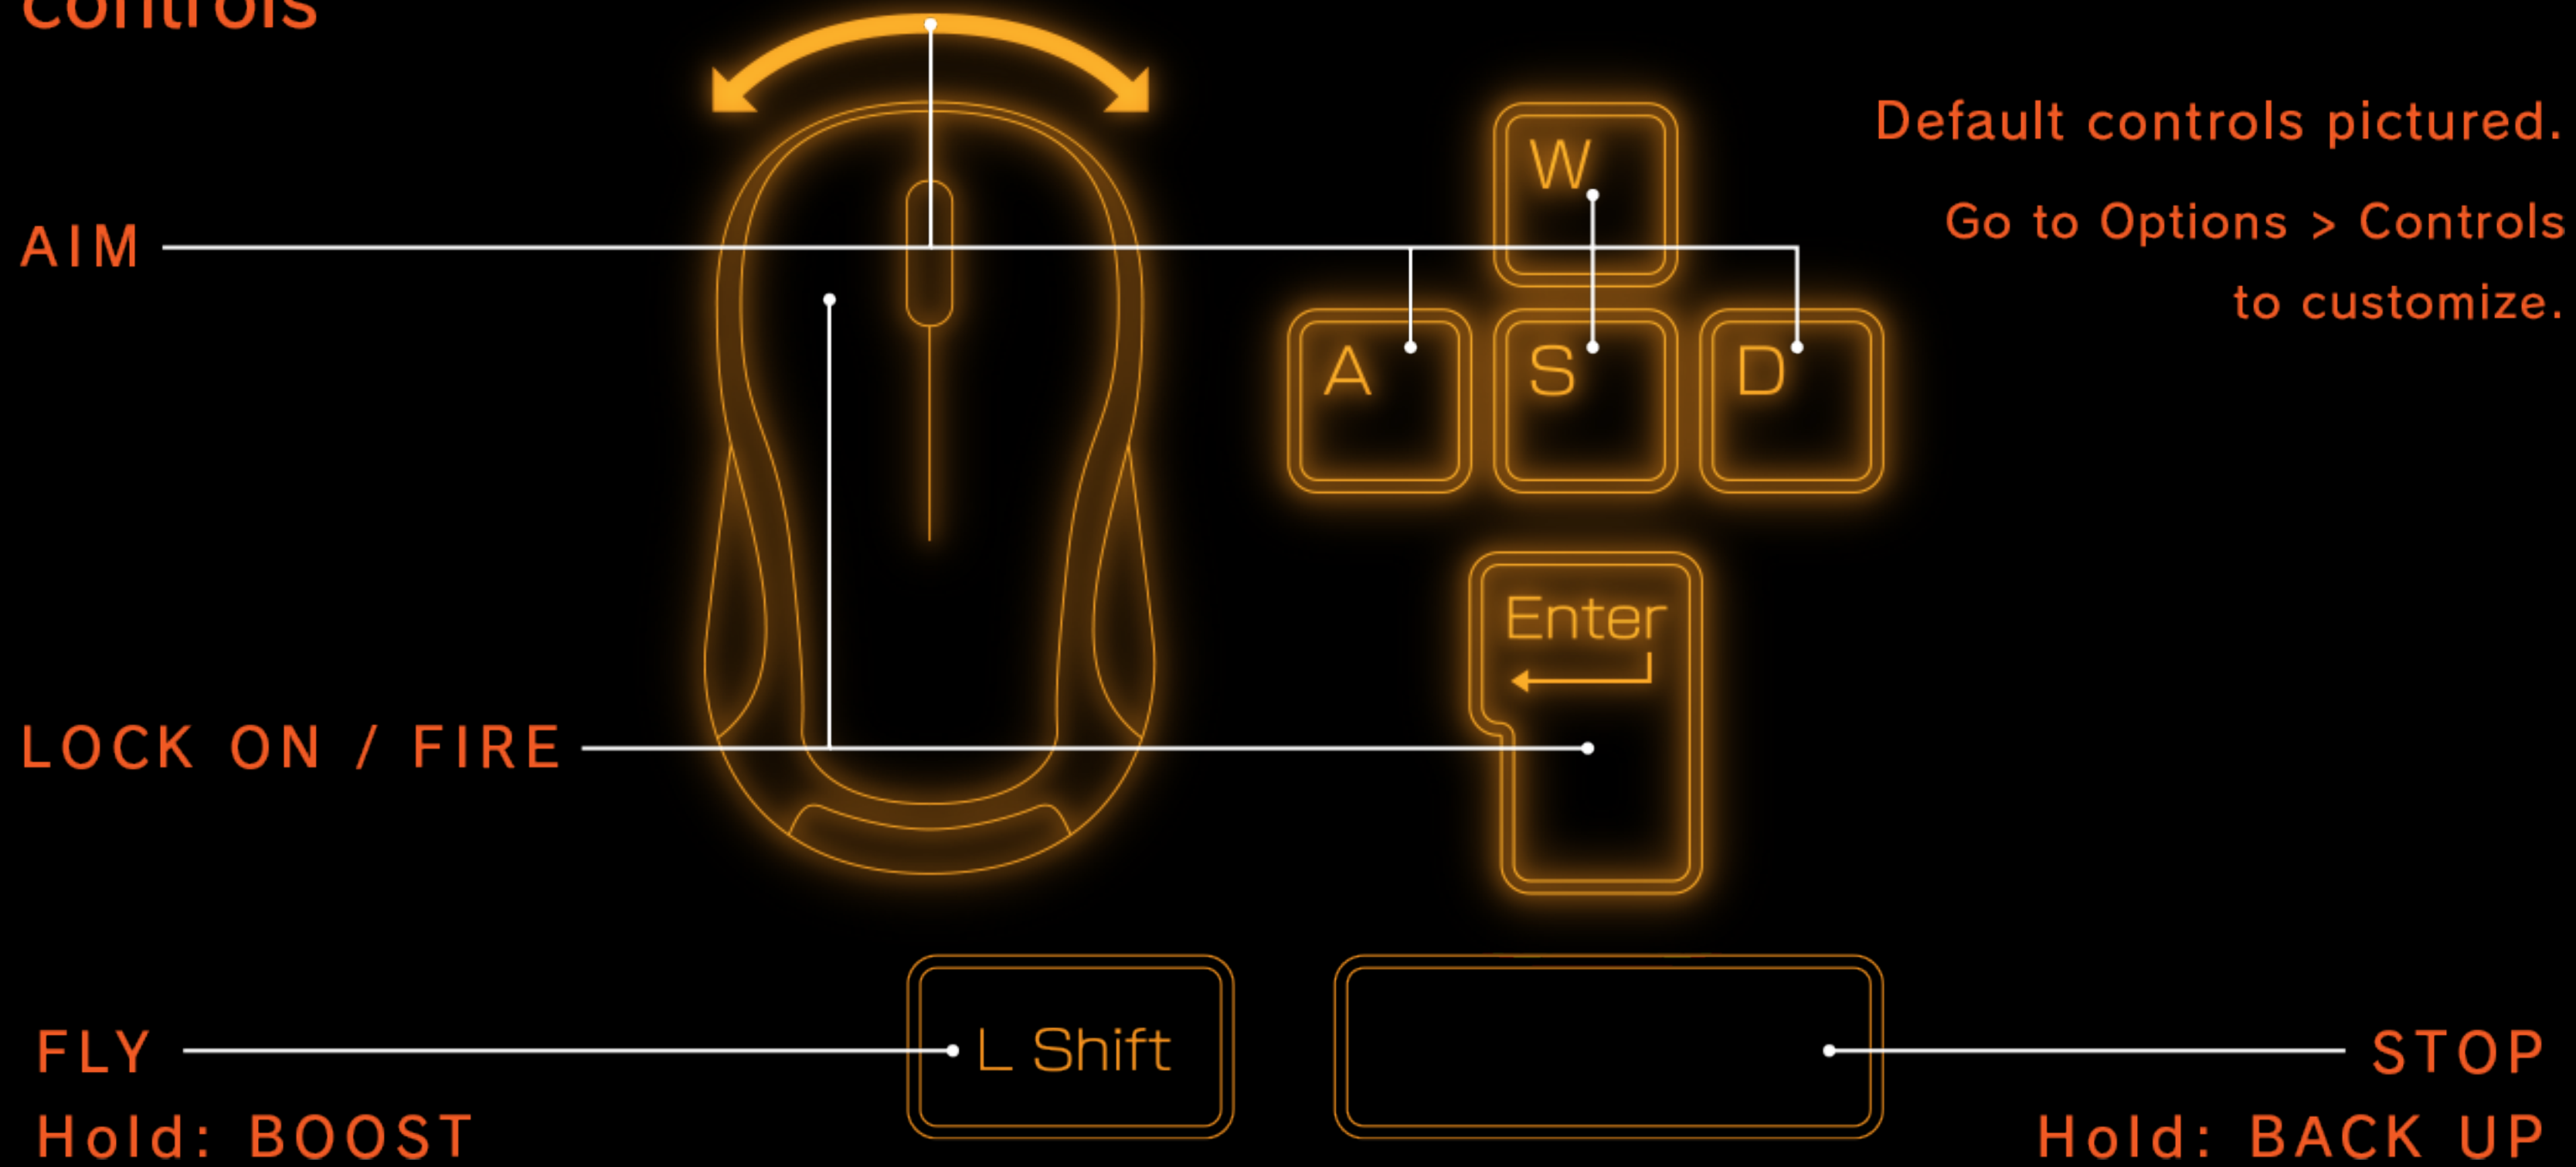 controls
Default controls pictured.
Go to Options > Controls
to customize.
AIM
W
A
S
D
Enter
LOCK ON / FIRE
FLY
Hold: BOOST
L Shift
STOP
Hold: BACK UP